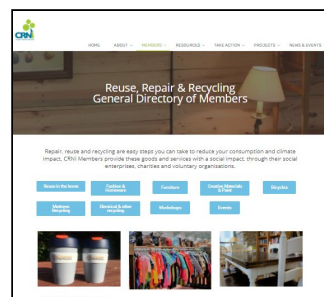 CRNI
HOME ABOUT MEMBERS RESOURCES TAKE ACTION PROJECTS NEWS & EVENTS
Reuse, Repair & Recycling
General Directory of Members
Repair, reuse and recycling are easy steps you can take to reduce your consumption and climate
impact. CRNI Members provide these goods and services with a social impact, through their social
enterprises, charities and voluntary organisations.
Reuse in the home
Fashion &
Furniture
Creative Materials
& Paint
Bicycles
Mattress
Recycling
Electrical & other
recycling
Workshops
Events